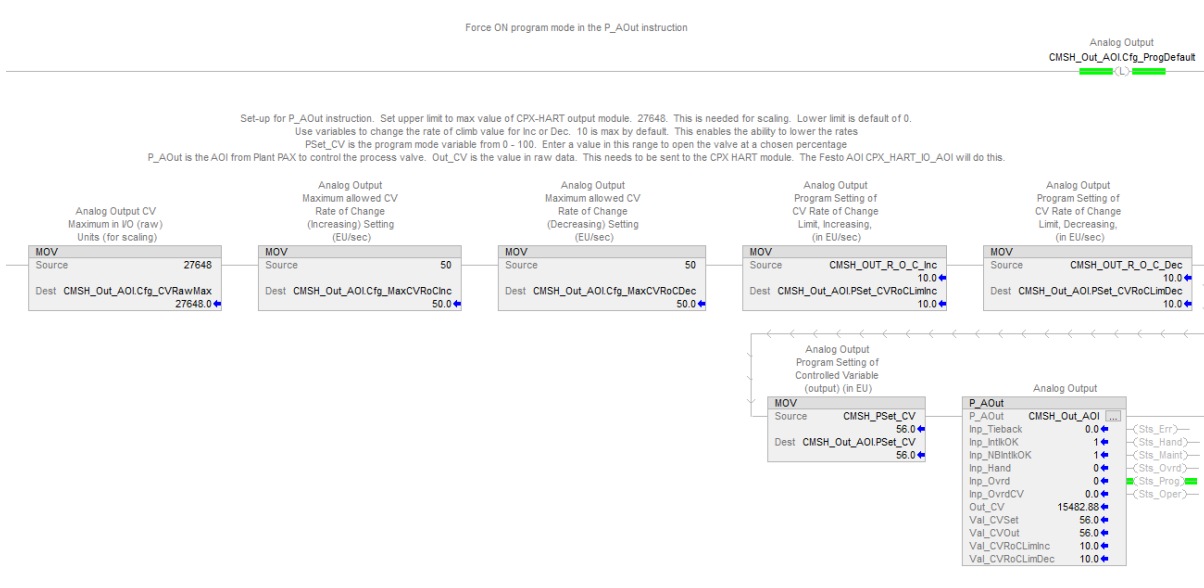 Force ON program mode in the P_AOut instruction
Analog Output
CMSH_Out_AOI.Cfg_ProgDefault
L
Set-up for P_AOut instruction.  Set upper limit to max value of CPX-HART output module.  27648.  This is needed for scaling.  Lower limit is default of 0.
Use variables to change the rate of climb value for Inc or Dec.  10 is max by default.  This enables the ability to lower the rates
PSet_CV is the program mode variable from 0 - 100.  Enter a value in this range to open the valve at a chosen percentage
P_AOut is the AOI from Plant PAX to control the process valve.  Out_CV is the value in raw data.  This needs to be sent to the CPX HART module.  The Festo AOI CPX_HART_IO_AOI will do this.
Analog Output CV
Maximum in I/O (raw)
Units (for scaling)
MOV
Source 27648
Dest CMSH_Out_AOI.Cfg_CVRawMax
27648.0
Analog Output
Maximum allowed CV
Rate of Change
(Increasing) Setting
(EU/sec)
MOV
Source 50
Dest CMSH_Out_AOI.Cfg_MaxCVRoCInc
50.0
Analog Output
Maximum allowed CV
Rate of Change
(Decreasing) Setting
(EU/sec)
MOV
Source 50
Dest CMSH_Out_AOI.Cfg_MaxCVRoCDec
50.0
Analog Output
Program Setting of
CV Rate of Change
Limit, Increasing,
(in EU/sec)
MOV
Source CMSH_OUT_R_O_C_Inc
10.0
Dest CMSH_Out_AOI.PSet_CVRoCLimInc
10.0
Analog Output
Program Setting of
CV Rate of Change
Limit, Decreasing,
(in EU/sec)
MOV
Source CMSH_OUT_R_O_C_Dec
10.0
Dest CMSH_Out_AOI.PSet_CVRoCLimDec
10.0
Analog Output
Program Setting of
Controlled Variable
(output) (in EU)
MOV
Source CMSH_PSet_CV
56.0
Dest CMSH_Out_AOI.PSet_CV
56.0
Analog Output
P_AOut
P_AOut CMSH_Out_AOI ...
Inp_Tieback 0.0 (Sts_Err)
Inp_IntlkOK 1 (Sts_Hand)
Inp_NBIntlkOK 1 (Sts_Maint)
Inp_Hand 0 (Sts_Ovrd)
Inp_Ovrd 0 (Sts_Prog)
Inp_OvrdCV 0.0 (Sts_Oper)
Out_CV 15482.88
Val_CVSet 56.0
Val_CVOut 56.0
Val_CVRoCLimInc 10.0
Val_CVRoCLimDec 10.0